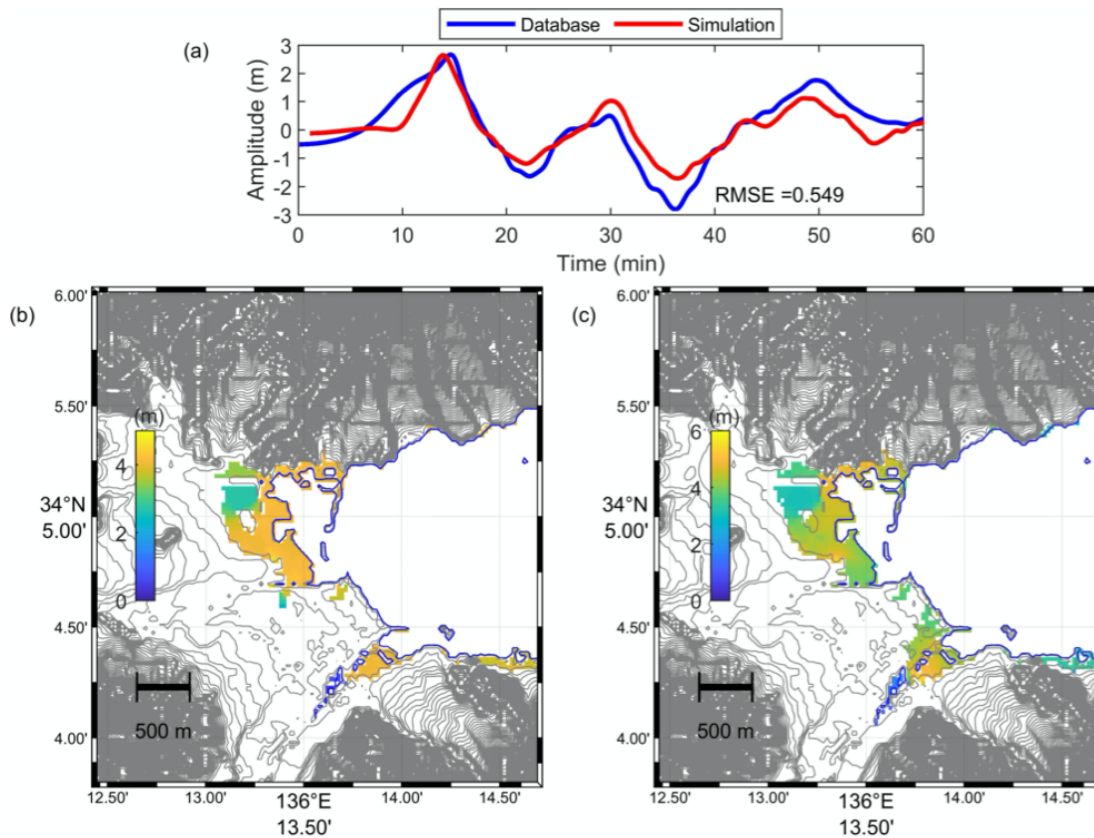 Database Simulation
(a)
3
2
1
0
-1
-2
-3
Amplitude (m)
RMSE =0.549
0 10 20 30 40 50 60
Time (min)
(b)
6.00'
5.50'
34°N
5.00'
4.50'
4.00'
(m)
4
2
0
500 m
12.50' 13.00' 136°E 14.00' 14.50'
13.50'
(c)
6.00'
5.50'
34°N
5.00'
4.50'
4.00'
(m)
6
4
2
0
500 m
12.50' 13.00' 136°E 14.00' 14.50'
13.50'